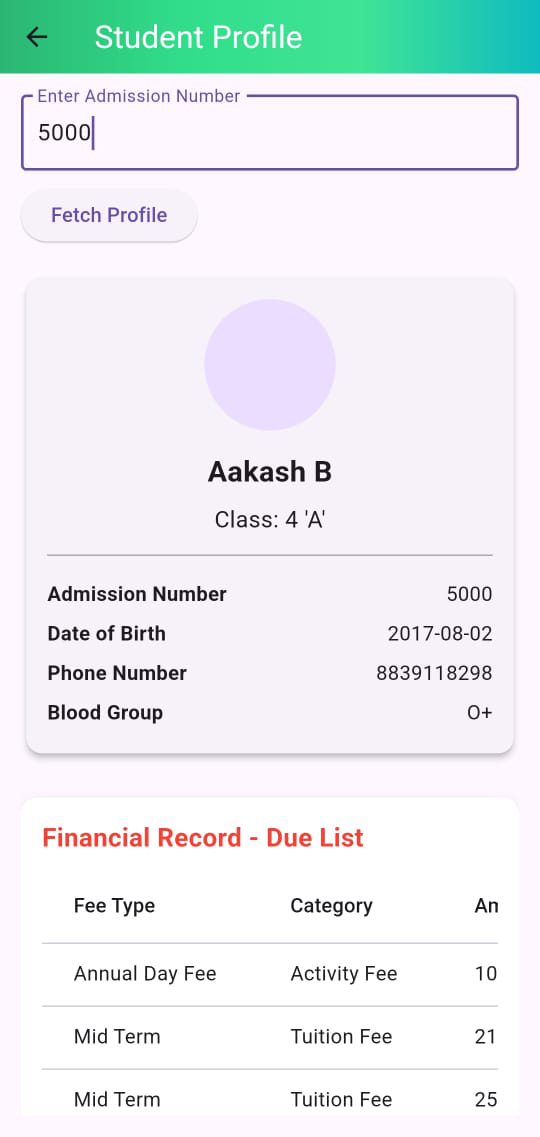 Student Profile
Enter Admission Number
5000
Fetch Profile
Aakash B
Class: 4 'A'
Admission Number 5000
Date of Birth 2017-08-02
Phone Number 8839118298
Blood Group O+
Financial Record - Due List
Fee Type Category Am
Annual Day Fee Activity Fee 10
Mid Term Tuition Fee 21
Mid Term Tuition Fee 25